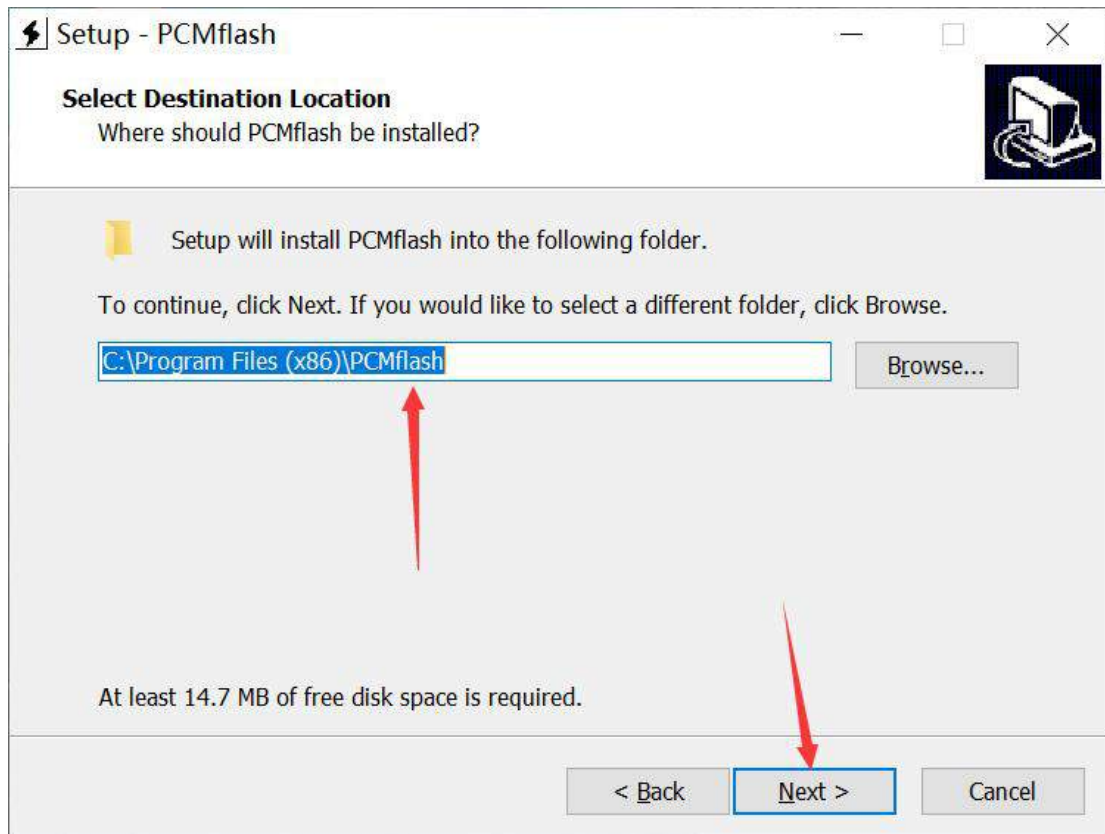 Setup - PCMflash
Select Destination Location
Where should PCMflash be installed?
Setup will install PCMflash into the following folder.
To continue, click Next. If you would like to select a different folder, click Browse.
C:\Program Files (x86)\PCMflash
Browse...
At least 14.7 MB of free disk space is required.
< Back
Next >
Cancel